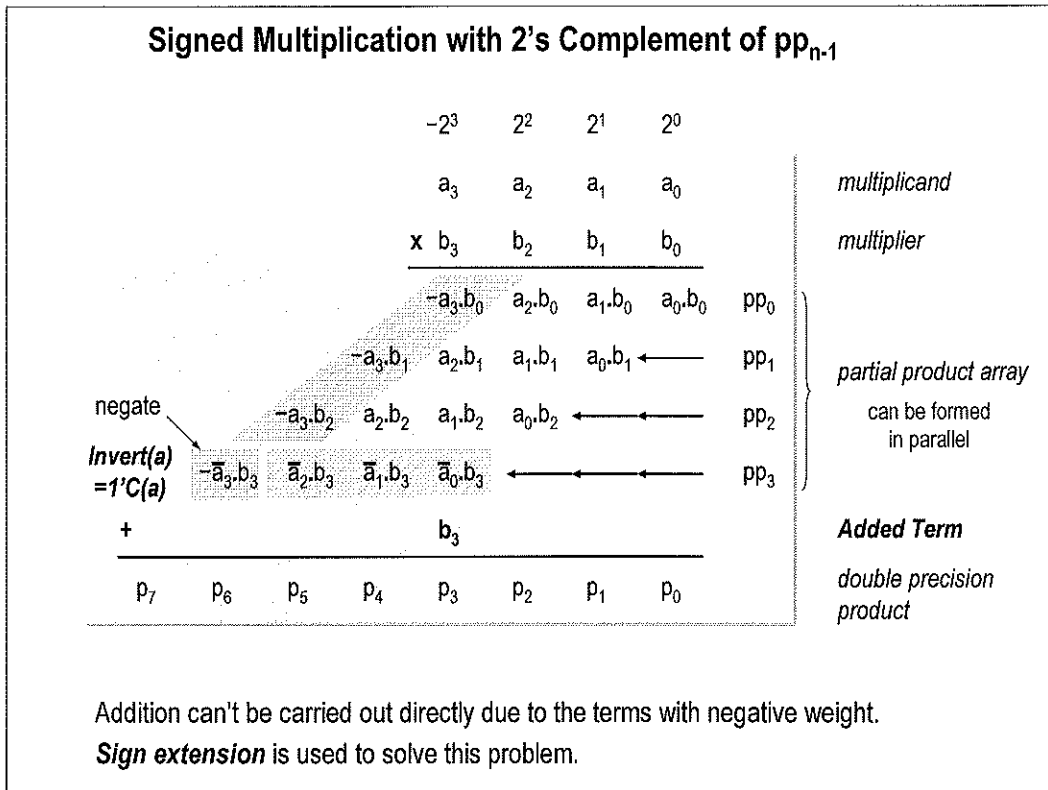 Signed Multiplication with 2's Complement of ppₙ₋₁
−2³ 2² 2¹ 2⁰
a₃ a₂ a₁ a₀ multiplicand
x b₃ b₂ b₁ b₀ multiplier
−a₃.b₀ a₂.b₀ a₁.b₀ a₀.b₀ pp₀
−a₃.b₁ a₂.b₁ a₁.b₁ a₀.b₁ pp₁
partial product array
can be formed
in parallel
negate −a₃.b₂ a₂.b₂ a₁.b₂ a₀.b₂ pp₂
Invert(a)
=1'C(a)
−a̅₃.b₃ a̅₂.b₃ a̅₁.b₃ a̅₀.b₃ pp₃
+ b₃ Added Term
p₇ p₆ p₅ p₄ p₃ p₂ p₁ p₀ double precision
product
Addition can't be carried out directly due to the terms with negative weight.
Sign extension is used to solve this problem.